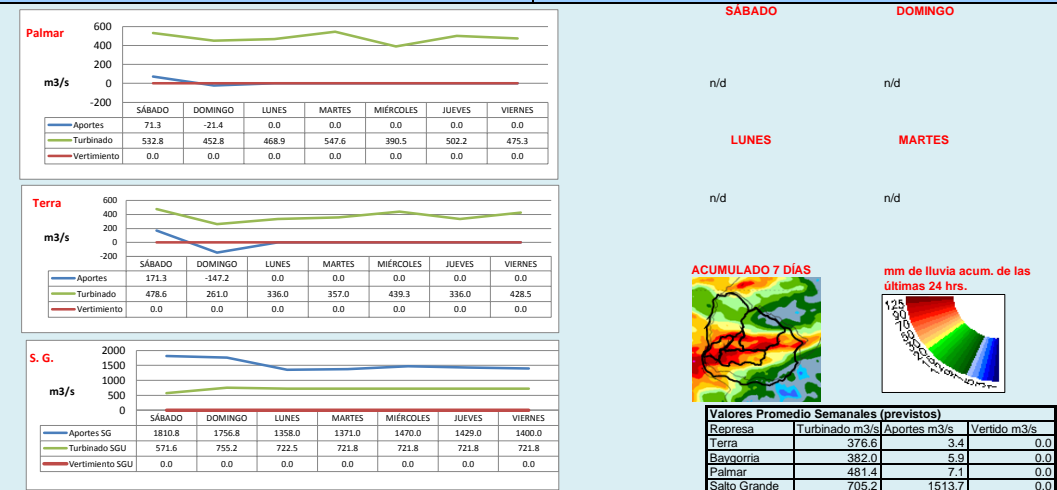 Palmar
m3/s
600
400
200
0
-200
SÁBADO DOMINGO LUNES MARTES MIÉRCOLES JUEVES VIERNES
Aportes 71.3 -21.4 0.0 0.0 0.0 0.0 0.0
Turbinado 532.8 452.8 468.9 547.6 390.5 502.2 475.3
Vertimiento 0.0 0.0 0.0 0.0 0.0 0.0 0.0
Terra
m3/s
600
400
200
0
-200
SÁBADO DOMINGO LUNES MARTES MIÉRCOLES JUEVES VIERNES
Aportes 171.3 -147.2 0.0 0.0 0.0 0.0 0.0
Turbinado 478.6 261.0 336.0 357.0 439.3 336.0 428.5
Vertimiento 0.0 0.0 0.0 0.0 0.0 0.0 0.0
S. G.
m3/s
2000
1500
1000
500
0
SÁBADO DOMINGO LUNES MARTES MIÉRCOLES JUEVES VIERNES
Aportes SG 1810.8 1756.8 1358.0 1371.0 1470.0 1429.0 1400.0
Turbinado SGU 571.6 755.2 722.5 721.8 721.8 721.8 721.8
Vertimiento SGU 0.0 0.0 0.0 0.0 0.0 0.0 0.0
SÁBADO DOMINGO
n/d n/d
LUNES MARTES
n/d n/d
ACUMULADO 7 DÍAS
mm de lluvia acum. de las
últimas 24 hrs.
125
90
70
Valores Promedio Semanales (previstos)
Represa Turbinado m3/s Aportes m3/s Vertido m3/s
Terra 376.6 3.4 0.0
Baygorria 382.0 5.9 0.0
Palmar 481.4 7.1 0.0
Salto Grande 705.2 1513.7 0.0